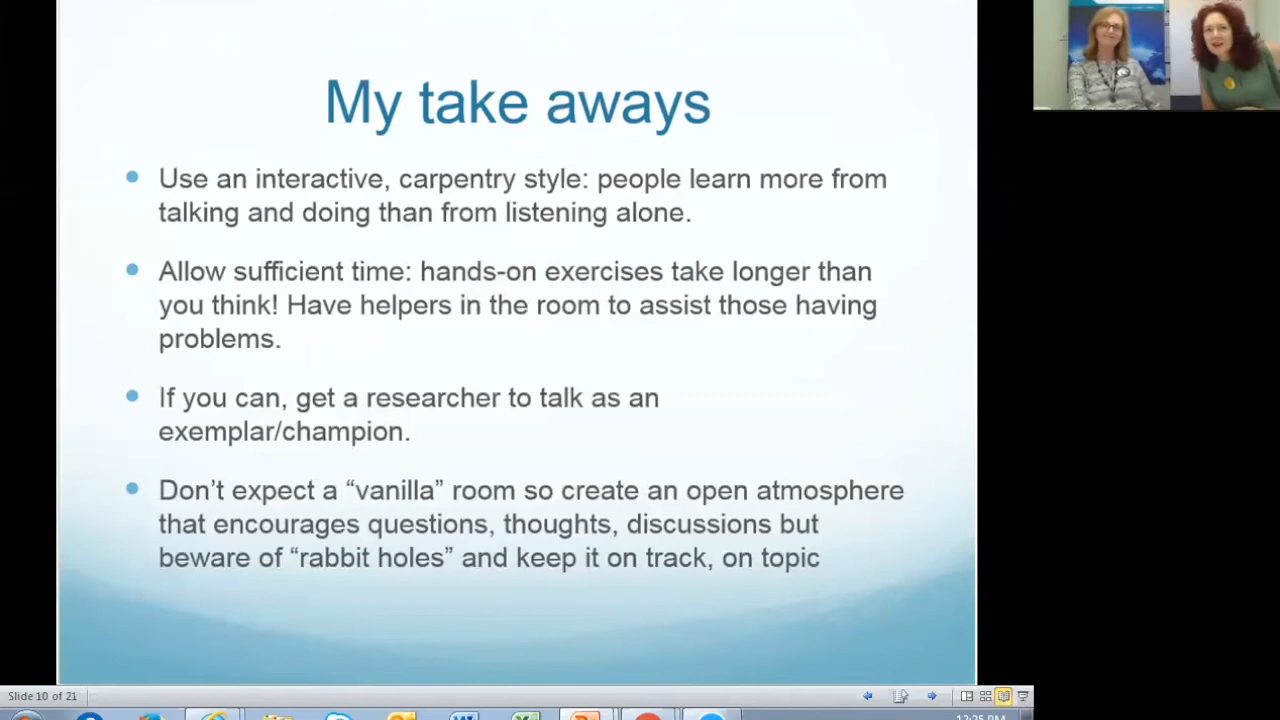 My take aways
Use an interactive, carpentry style: people learn more from
talking and doing than from listening alone.
Allow sufficient time: hands-on exercises take longer than
you think! Have helpers in the room to assist those having
problems.
If you can, get a researcher to talk as an
exemplar/champion.
Don’t expect a “vanilla” room so create an open atmosphere
that encourages questions, thoughts, discussions but
beware of “rabbit holes” and keep it on track, on topic
Slide 10 of 21
12:25 PM